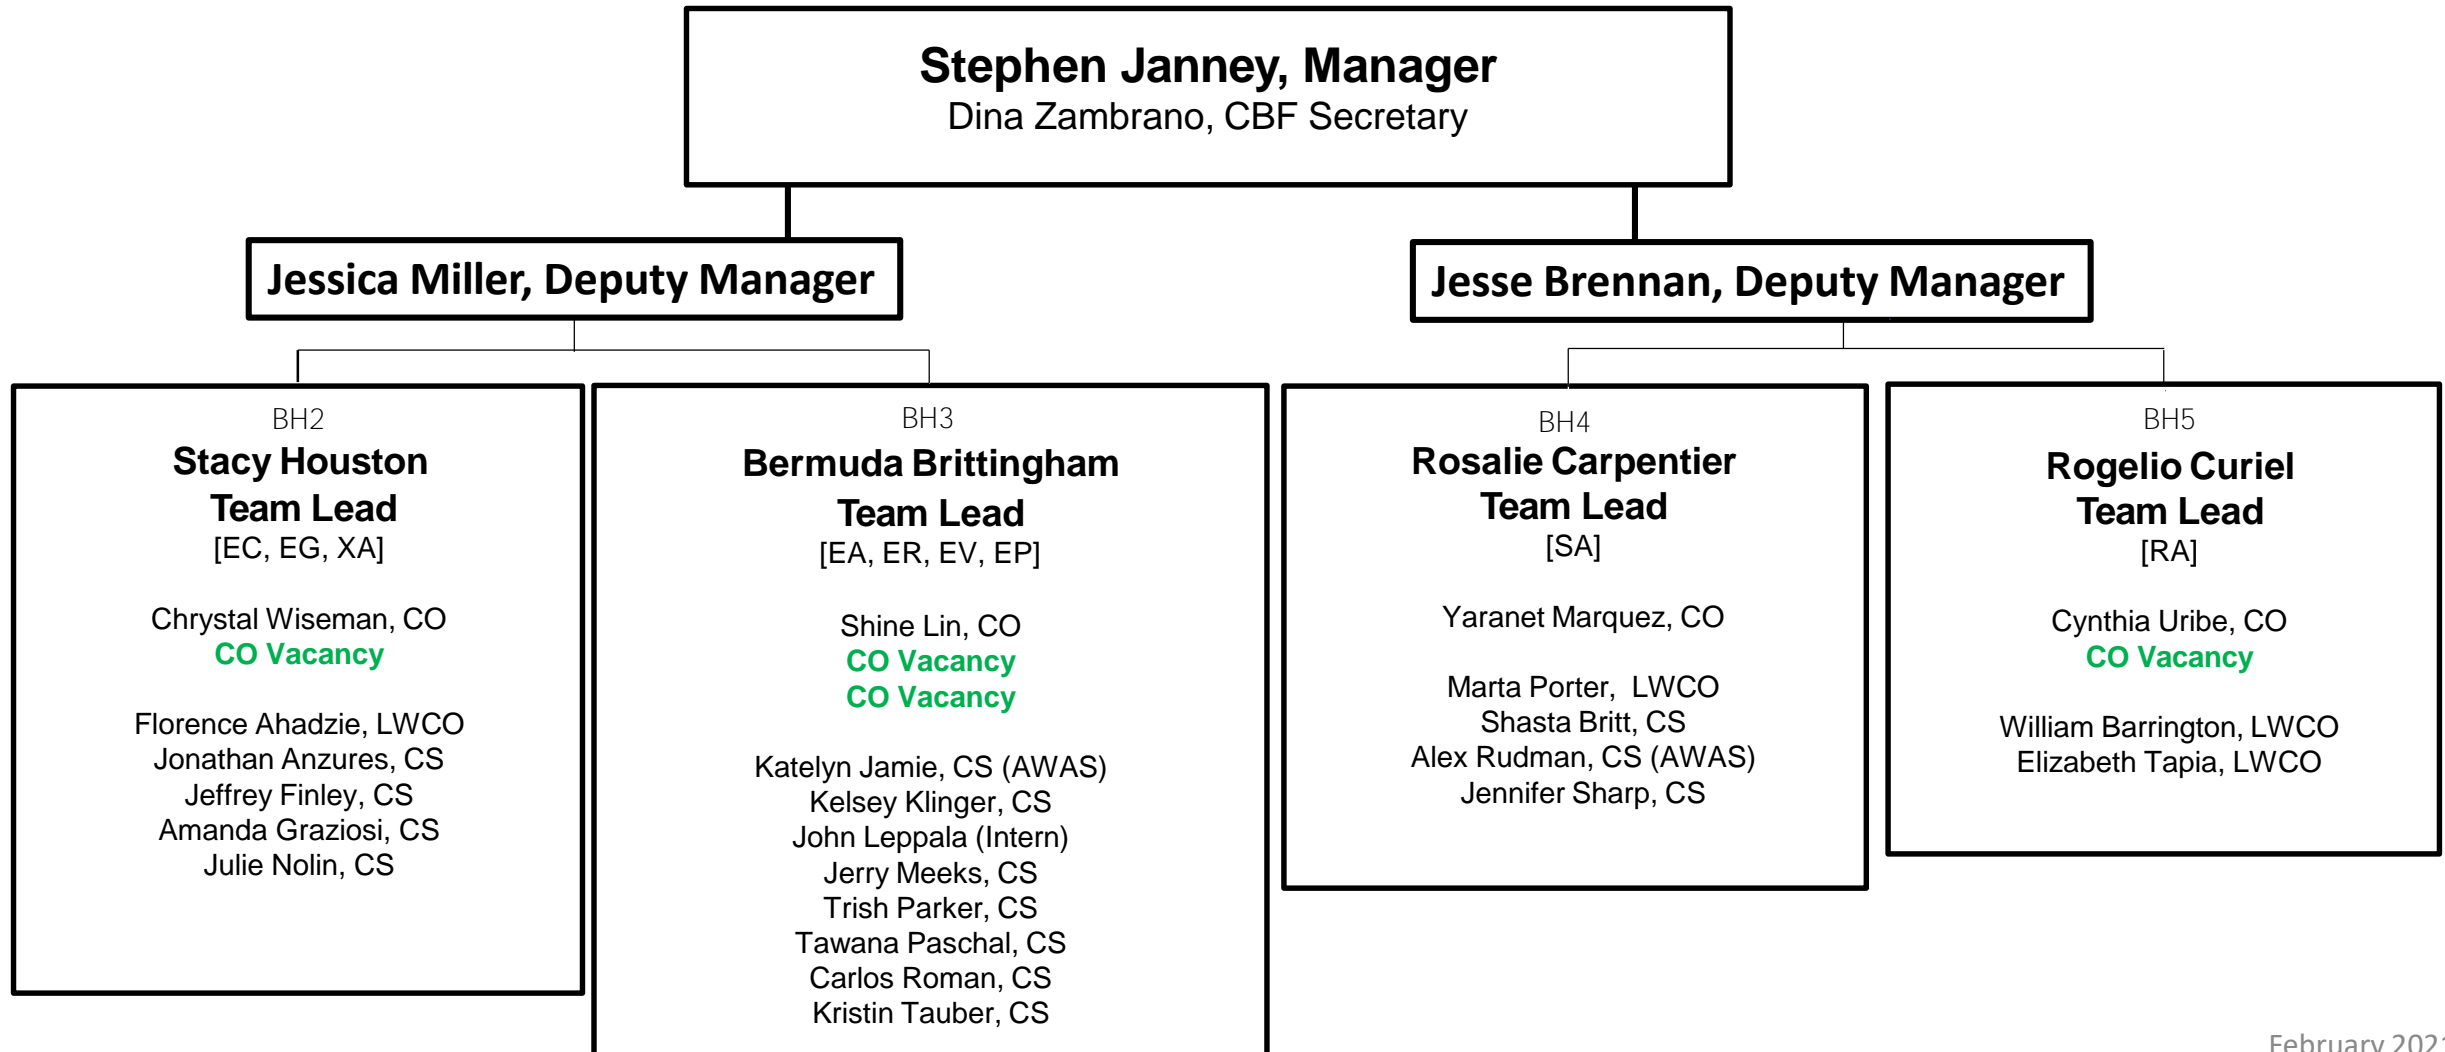 Stephen Janney, Manager
Dina Zambrano, CBF Secretary
Jessica Miller, Deputy Manager
Jesse Brennan, Deputy Manager
BH2
Stacy Houston
Team Lead
[EC, EG, XA]
Chrystal Wiseman, CO
CO Vacancy
Florence Ahadzie, LWCO
Jonathan Anzures, CS
Jeffrey Finley, CS
Amanda Graziosi, CS
Julie Nolin, CS
BH3
Bermuda Brittingham
Team Lead
[EA, ER, EV, EP]
Shine Lin, CO
CO Vacancy
CO Vacancy
Katelyn Jamie, CS (AWAS)
Kelsey Klinger, CS
John Leppala (Intern)
Jerry Meeks, CS
Trish Parker, CS
Tawana Paschal, CS
Carlos Roman, CS
Kristin Tauber, CS
BH4
Rosalie Carpentier
Team Lead
[SA]
Yaranet Marquez, CO
Marta Porter, LWCO
Shasta Britt, CS
Alex Rudman, CS (AWAS)
Jennifer Sharp, CS
BH5
Rogelio Curiel
Team Lead
[RA]
Cynthia Uribe, CO
CO Vacancy
William Barrington, LWCO
Elizabeth Tapia, LWCO
February